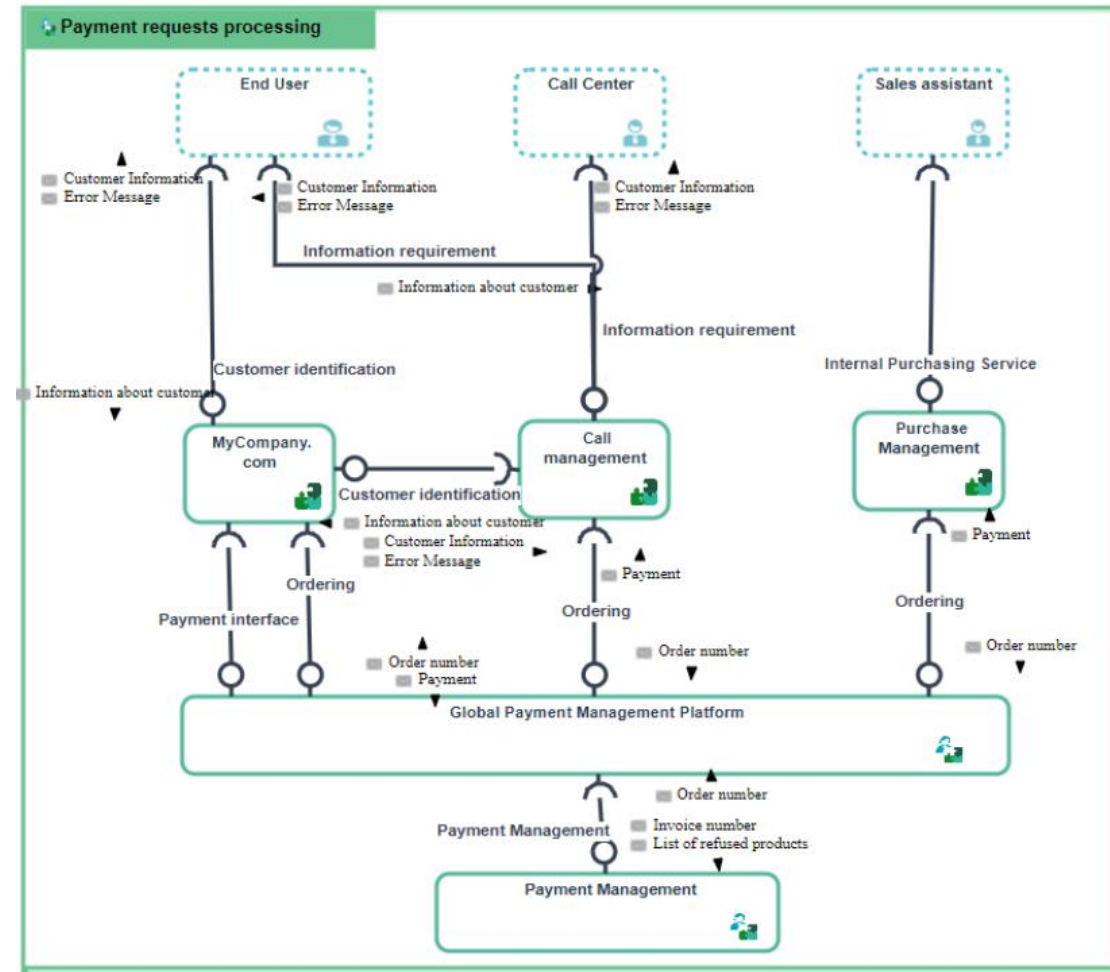 Payment requests processing
End User
Call Center
Sales assistant
Customer Information
Error Message
Customer Information
Error Message
Customer Information
Error Message
Information requirement
Information about customer
Information requirement
Internal Purchasing Service
Customer identification
Information about customer
MyCompany.
com
Call
management
Purchase
Management
Customer identification
Information about customer
Customer Information
Error Message
Payment
Payment
Ordering
Payment interface
Ordering
Ordering
Order number
Payment
Order number
Order number
Global Payment Management Platform
Order number
Payment Management
Invoice number
List of refused products
Payment Management